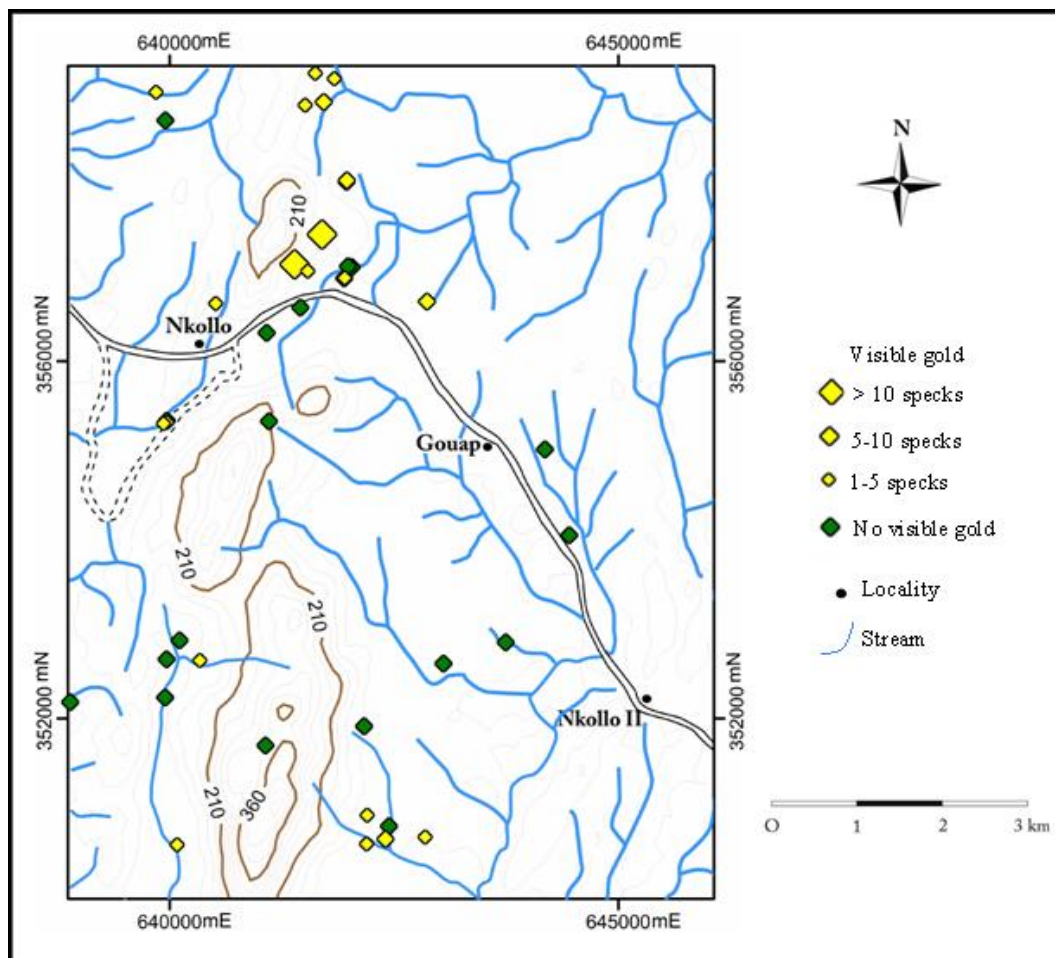 640000mE
645000mE
N
210
356000 mN
356000 mN
Nkollo
Visible gold
> 10 specks
5-10 specks
1-5 specks
No visible gold
Locality
Stream
Gouap
210
210
352000 mN
352000 mN
Nkollo II
210
360
O 1 2 3 km
640000mE
645000mE